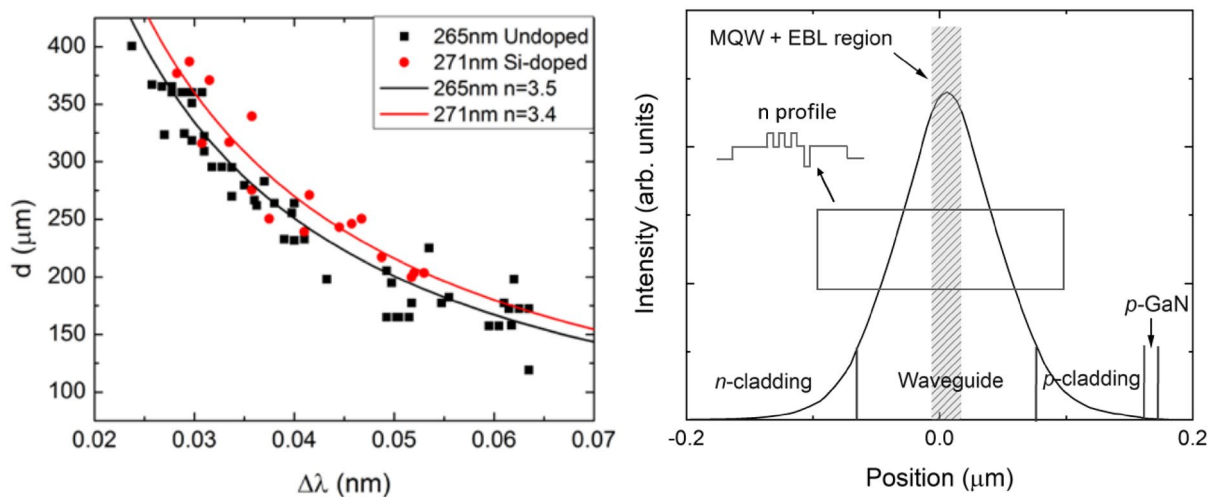 400
350
300
250
200
150
100
d (μm)
265nm Undoped
271nm Si-doped
265nm n=3.5
271nm n=3.4
0.02 0.03 0.04 0.05 0.06 0.07
Δλ (nm)
Intensity (arb. units)
MQW + EBL
region
n profile
p-GaN
n-cladding Waveguide p-cladding
-0.2 0.0 0.2
Position (μm)